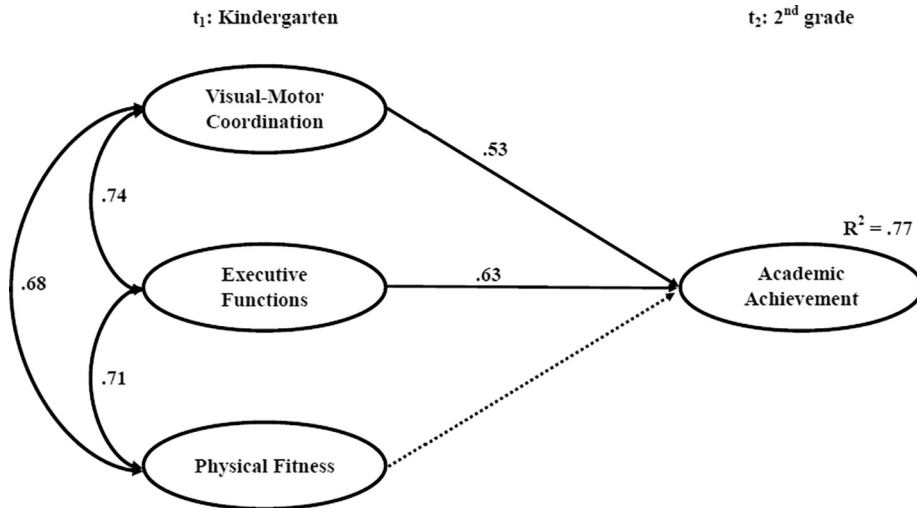 t₁: Kindergarten
t₂: 2ⁿᵈ grade
Visual-Motor
Coordination
.53
.74
R² = .77
.68
Executive
Functions
.63
Academic
Achievement
.71
Physical Fitness